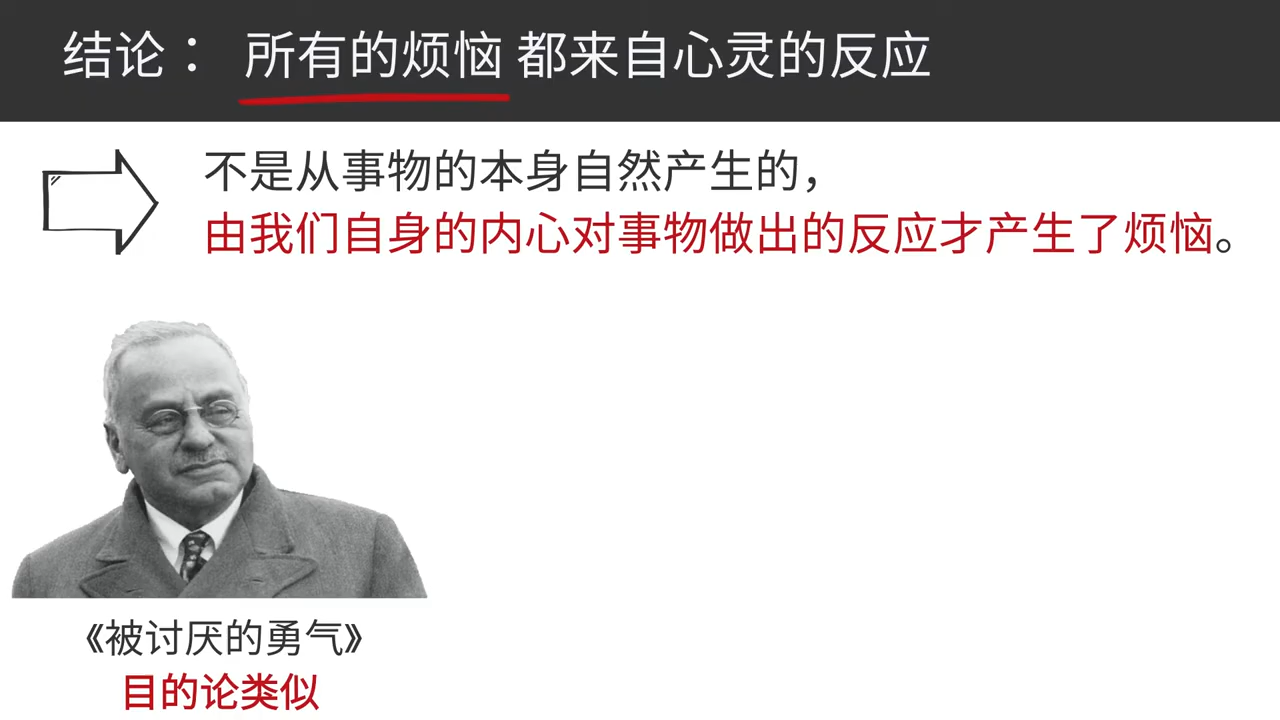 结论： 所有的烦恼 都来自心灵的反应
不是从事物的本身自然产生的，
由我们自身的内心对事物做出的反应才产生了烦恼。
《被讨厌的勇气》
目的论类似